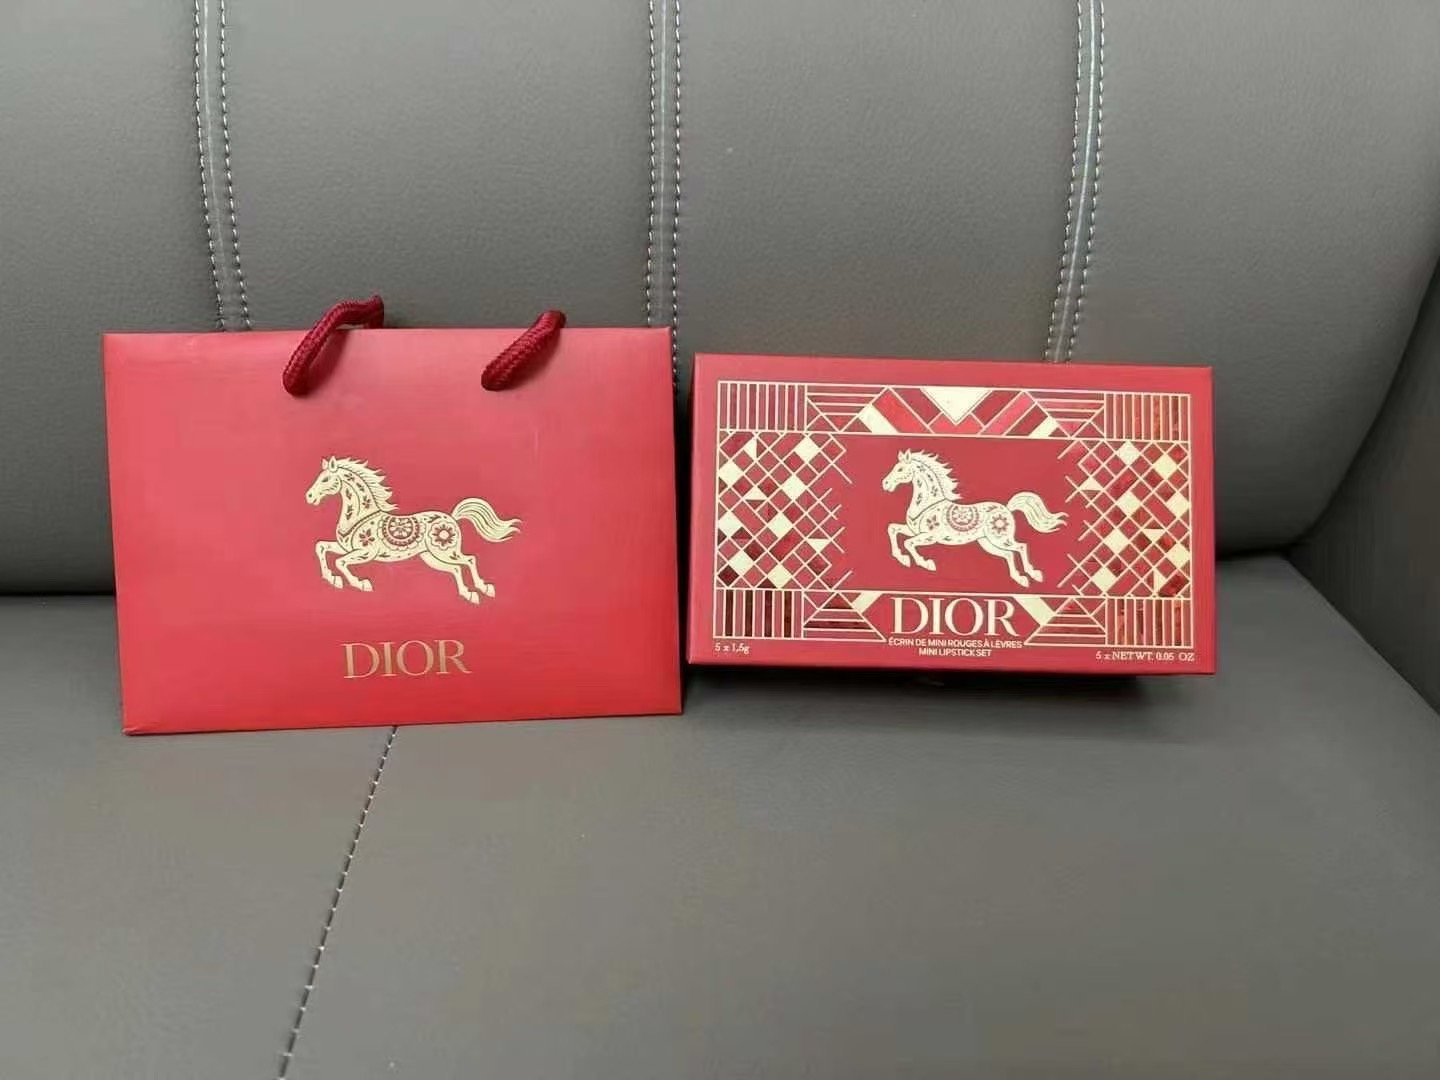 DIOR
DIOR
ÉCRIN DE MINI ROUGES À LÈVRES
MINI LIPSTICK SET
5 x 1,5g
5 x NET WT. 0.05 OZ